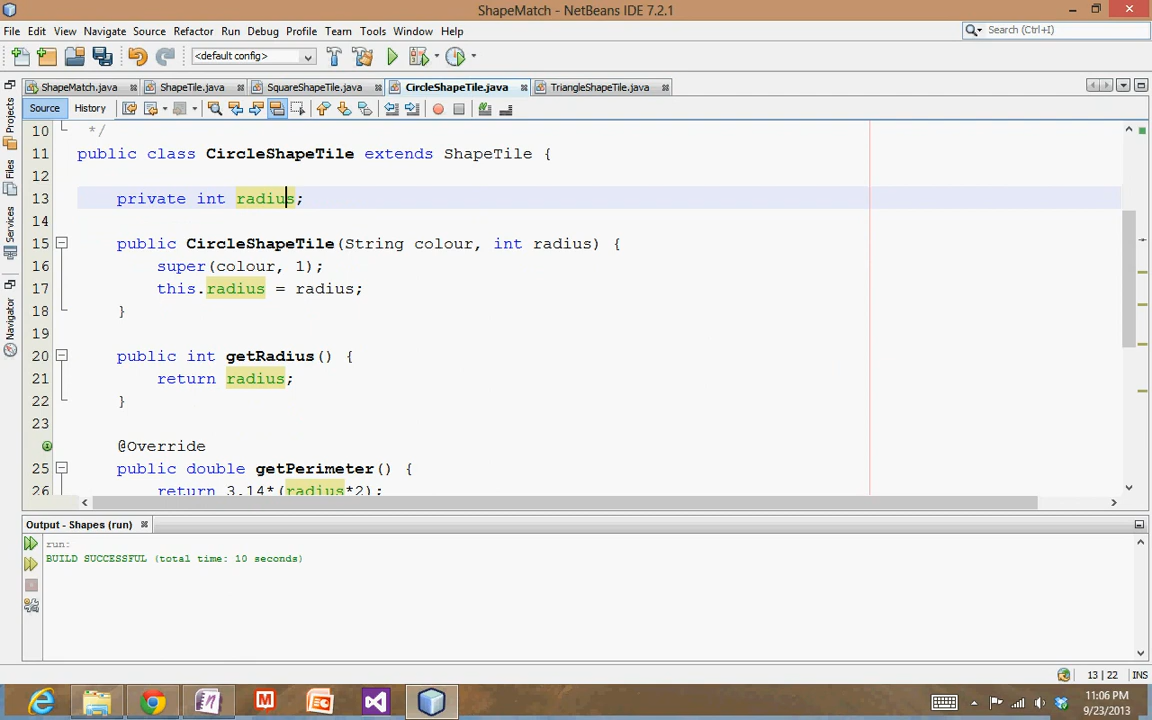 ShapeMatch - NetBeans IDE 7.2.1
File Edit View Navigate Source Refactor Run Debug Profile Team Tools Window Help
Search (Ctrl+I)
<default config>
ShapeMatch.java ShapeTile.java SquareShapeTile.java CircleShapeTile.java TriangleShapeTile.java
Source History
Projects
Files
Services
Navigator
10 */
11 public class CircleShapeTile extends ShapeTile {
12
13 private int radius;
14
15 public CircleShapeTile(String colour, int radius) {
16 super(colour, 1);
17 this.radius = radius;
18 }
19
20 public int getRadius() {
21 return radius;
22 }
23
@Override
25 public double getPerimeter() {
26 return 3.14*(radius*2);
Output - Shapes (run)
run:
BUILD SUCCESSFUL (total time: 10 seconds)
13 | 22 INS
11:06 PM
9/23/2013